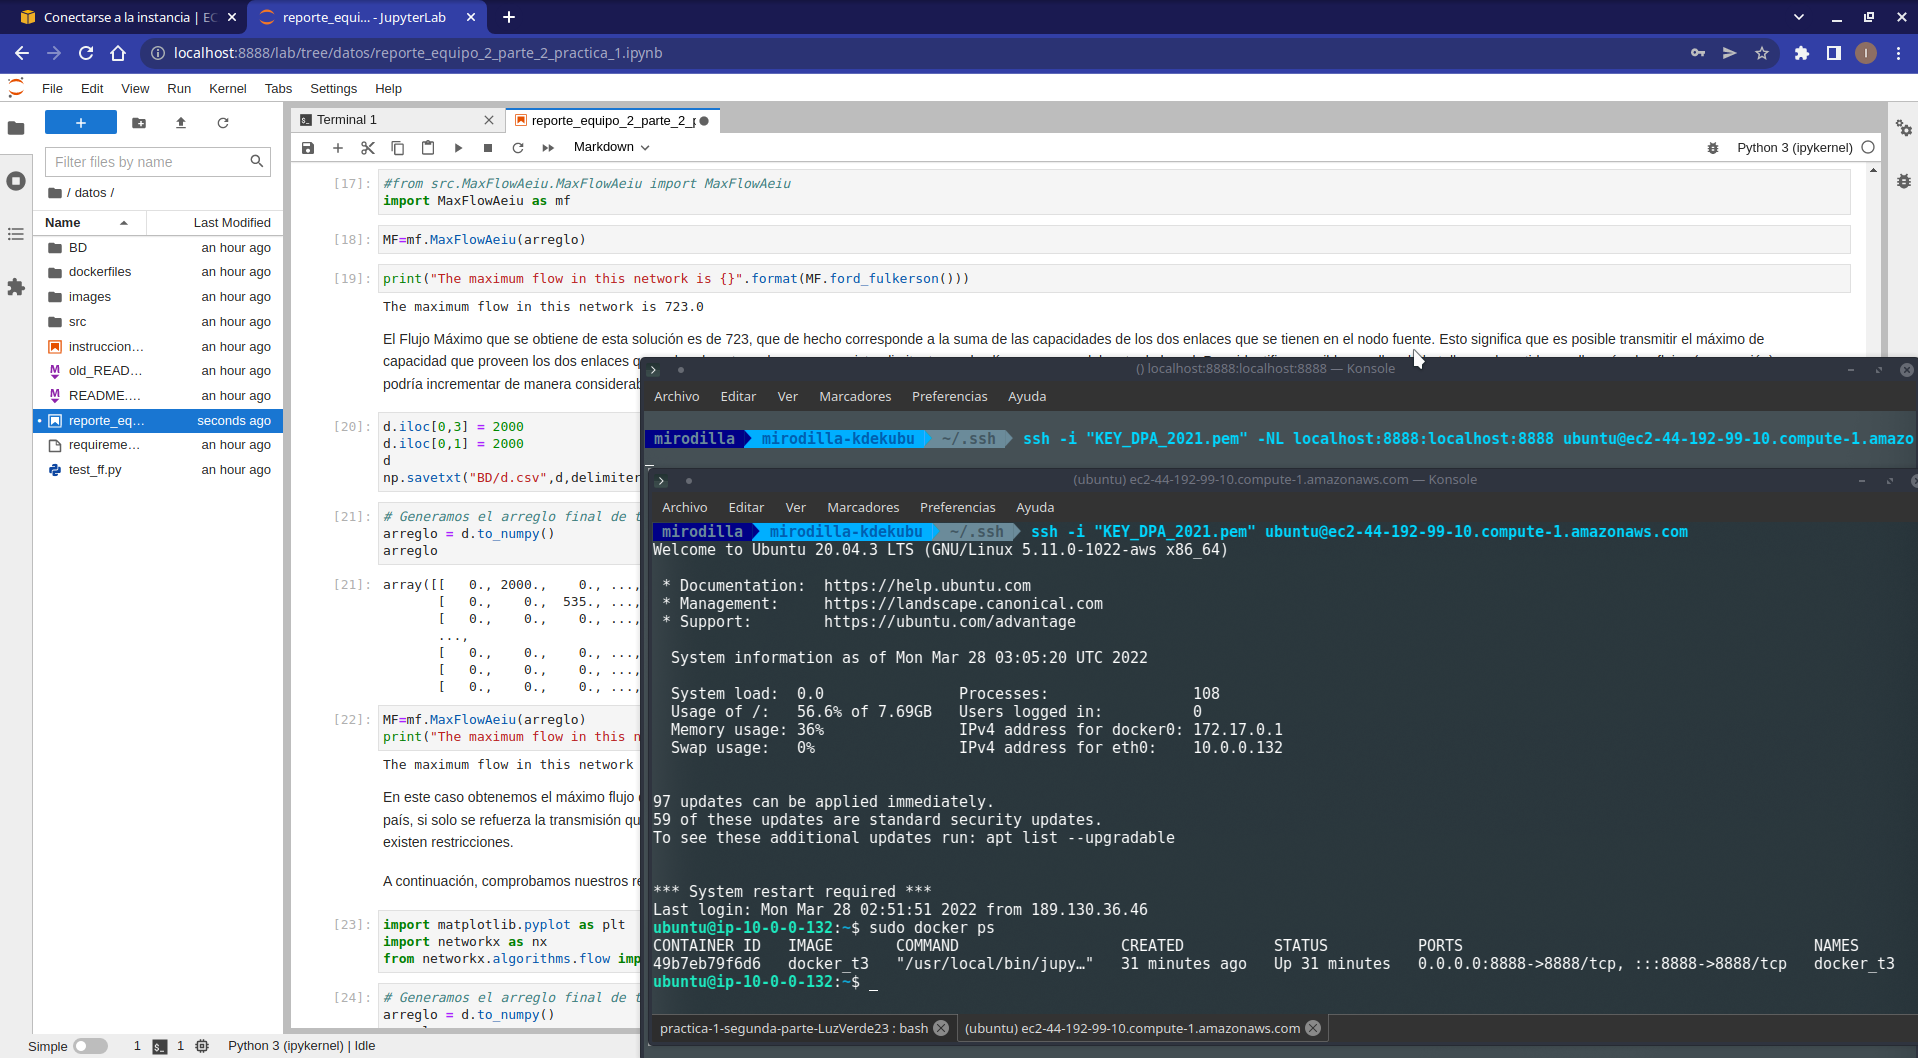 Conectarse a la instancia | EC
reporte_equi... - JupyterLab
localhost:8888/lab/tree/datos/reporte_equipo_2_parte_2_practica_1.ipynb
I
File Edit View Run Kernel Tabs Settings Help
Filter files by name
/ datos /
Name Last Modified
BD an hour ago
dockerfiles an hour ago
images an hour ago
src an hour ago
instruccion... an hour ago
old_READ... an hour ago
README.... an hour ago
reporte_eq... seconds ago
requireme... an hour ago
test_ff.py an hour ago
Terminal 1
reporte_equipo_2_parte_2_p
Markdown
Python 3 (ipykernel)
[17]: #from src.MaxFlowAeiu.MaxFlowAeiu import MaxFlowAeiu
import MaxFlowAeiu as mf
[18]: MF=mf.MaxFlowAeiu(arreglo)
[19]: print("The maximum flow in this network is {}".format(MF.ford_fulkerson()))
The maximum flow in this network is 723.0
El Flujo Máximo que se obtiene de esta solución es de 723, que de hecho corresponde a la suma de las capacidades de los dos enlaces que se tienen en el nodo fuente. Esto significa que es posible transmitir el máximo de
capacidad que proveen los dos enlaces
podría incrementar de manera considerab
[20]: d.iloc[0,3] = 2000
d.iloc[0,1] = 2000
d
np.savetxt("BD/d.csv",d,delimiter
[21]: # Generamos el arreglo final de t
arreglo = d.to_numpy()
arreglo
[21]: array([[ 0., 2000., 0., ...,
[ 0., 0., 535., ...,
[ 0., 0., 0., ...,
...,
[ 0., 0., 0., ...,
[ 0., 0., 0., ...,
[ 0., 0., 0., ...,
[22]: MF=mf.MaxFlowAeiu(arreglo)
print("The maximum flow in this n
The maximum flow in this network
En este caso obtenemos el máximo flujo
país, si solo se refuerza la transmisión qu
existen restricciones.
A continuación, comprobamos nuestros re
[23]: import matplotlib.pyplot as plt
import networkx as nx
from networkx.algorithms.flow imp
[24]: # Generamos el arreglo final de t
arreglo = d.to_numpy()
Simple 1 1 Python 3 (ipykernel) | Idle
() localhost:8888:localhost:8888 — Konsole
Archivo Editar Ver Marcadores Preferencias Ayuda
mirodilla mirodilla-kdekubu ~/.ssh ssh -i "KEY_DPA_2021.pem" -NL localhost:8888:localhost:8888 ubuntu@ec2-44-192-99-10.compute-1.amazo
(ubuntu) ec2-44-192-99-10.compute-1.amazonaws.com — Konsole
Archivo Editar Ver Marcadores Preferencias Ayuda
mirodilla mirodilla-kdekubu ~/.ssh ssh -i "KEY_DPA_2021.pem" ubuntu@ec2-44-192-99-10.compute-1.amazonaws.com
Welcome to Ubuntu 20.04.3 LTS (GNU/Linux 5.11.0-1022-aws x86_64)
* Documentation: https://help.ubuntu.com
* Management: https://landscape.canonical.com
* Support: https://ubuntu.com/advantage
System information as of Mon Mar 28 03:05:20 UTC 2022
System load: 0.0 Processes: 108
Usage of /: 56.6% of 7.69GB Users logged in: 0
Memory usage: 36% IPv4 address for docker0: 172.17.0.1
Swap usage: 0% IPv4 address for eth0: 10.0.0.132
97 updates can be applied immediately.
59 of these updates are standard security updates.
To see these additional updates run: apt list --upgradable
*** System restart required ***
Last login: Mon Mar 28 02:51:51 2022 from 189.130.36.46
ubuntu@ip-10-0-0-132:~$ sudo docker ps
CONTAINER ID IMAGE COMMAND CREATED STATUS PORTS NAMES
49b7eb79f6d6 docker_t3 "/usr/local/bin/jupy…" 31 minutes ago Up 31 minutes 0.0.0.0:8888->8888/tcp, :::8888->8888/tcp docker_t3
ubuntu@ip-10-0-0-132:~$ _
practica-1-segunda-parte-LuzVerde23 : bash
(ubuntu) ec2-44-192-99-10.compute-1.amazonaws.com